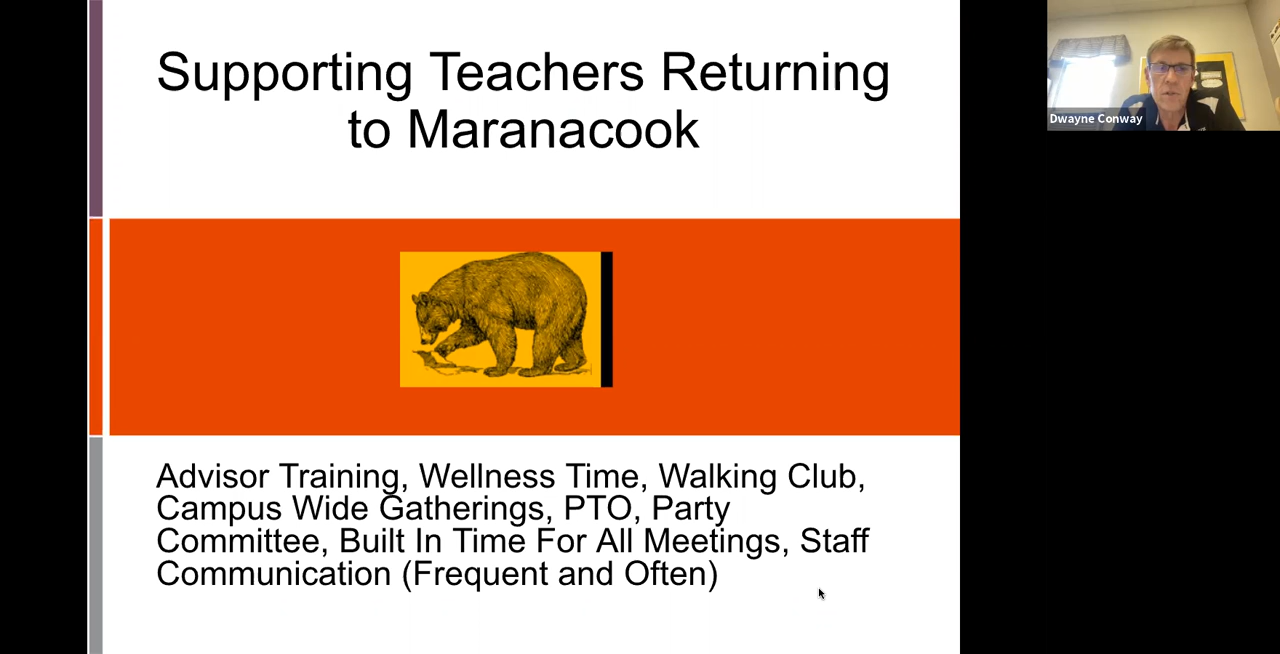 Supporting Teachers Returning
to Maranacook
Dwayne Conway
Advisor Training, Wellness Time, Walking Club,
Campus Wide Gatherings, PTO, Party
Committee, Built In Time For All Meetings, Staff
Communication (Frequent and Often)